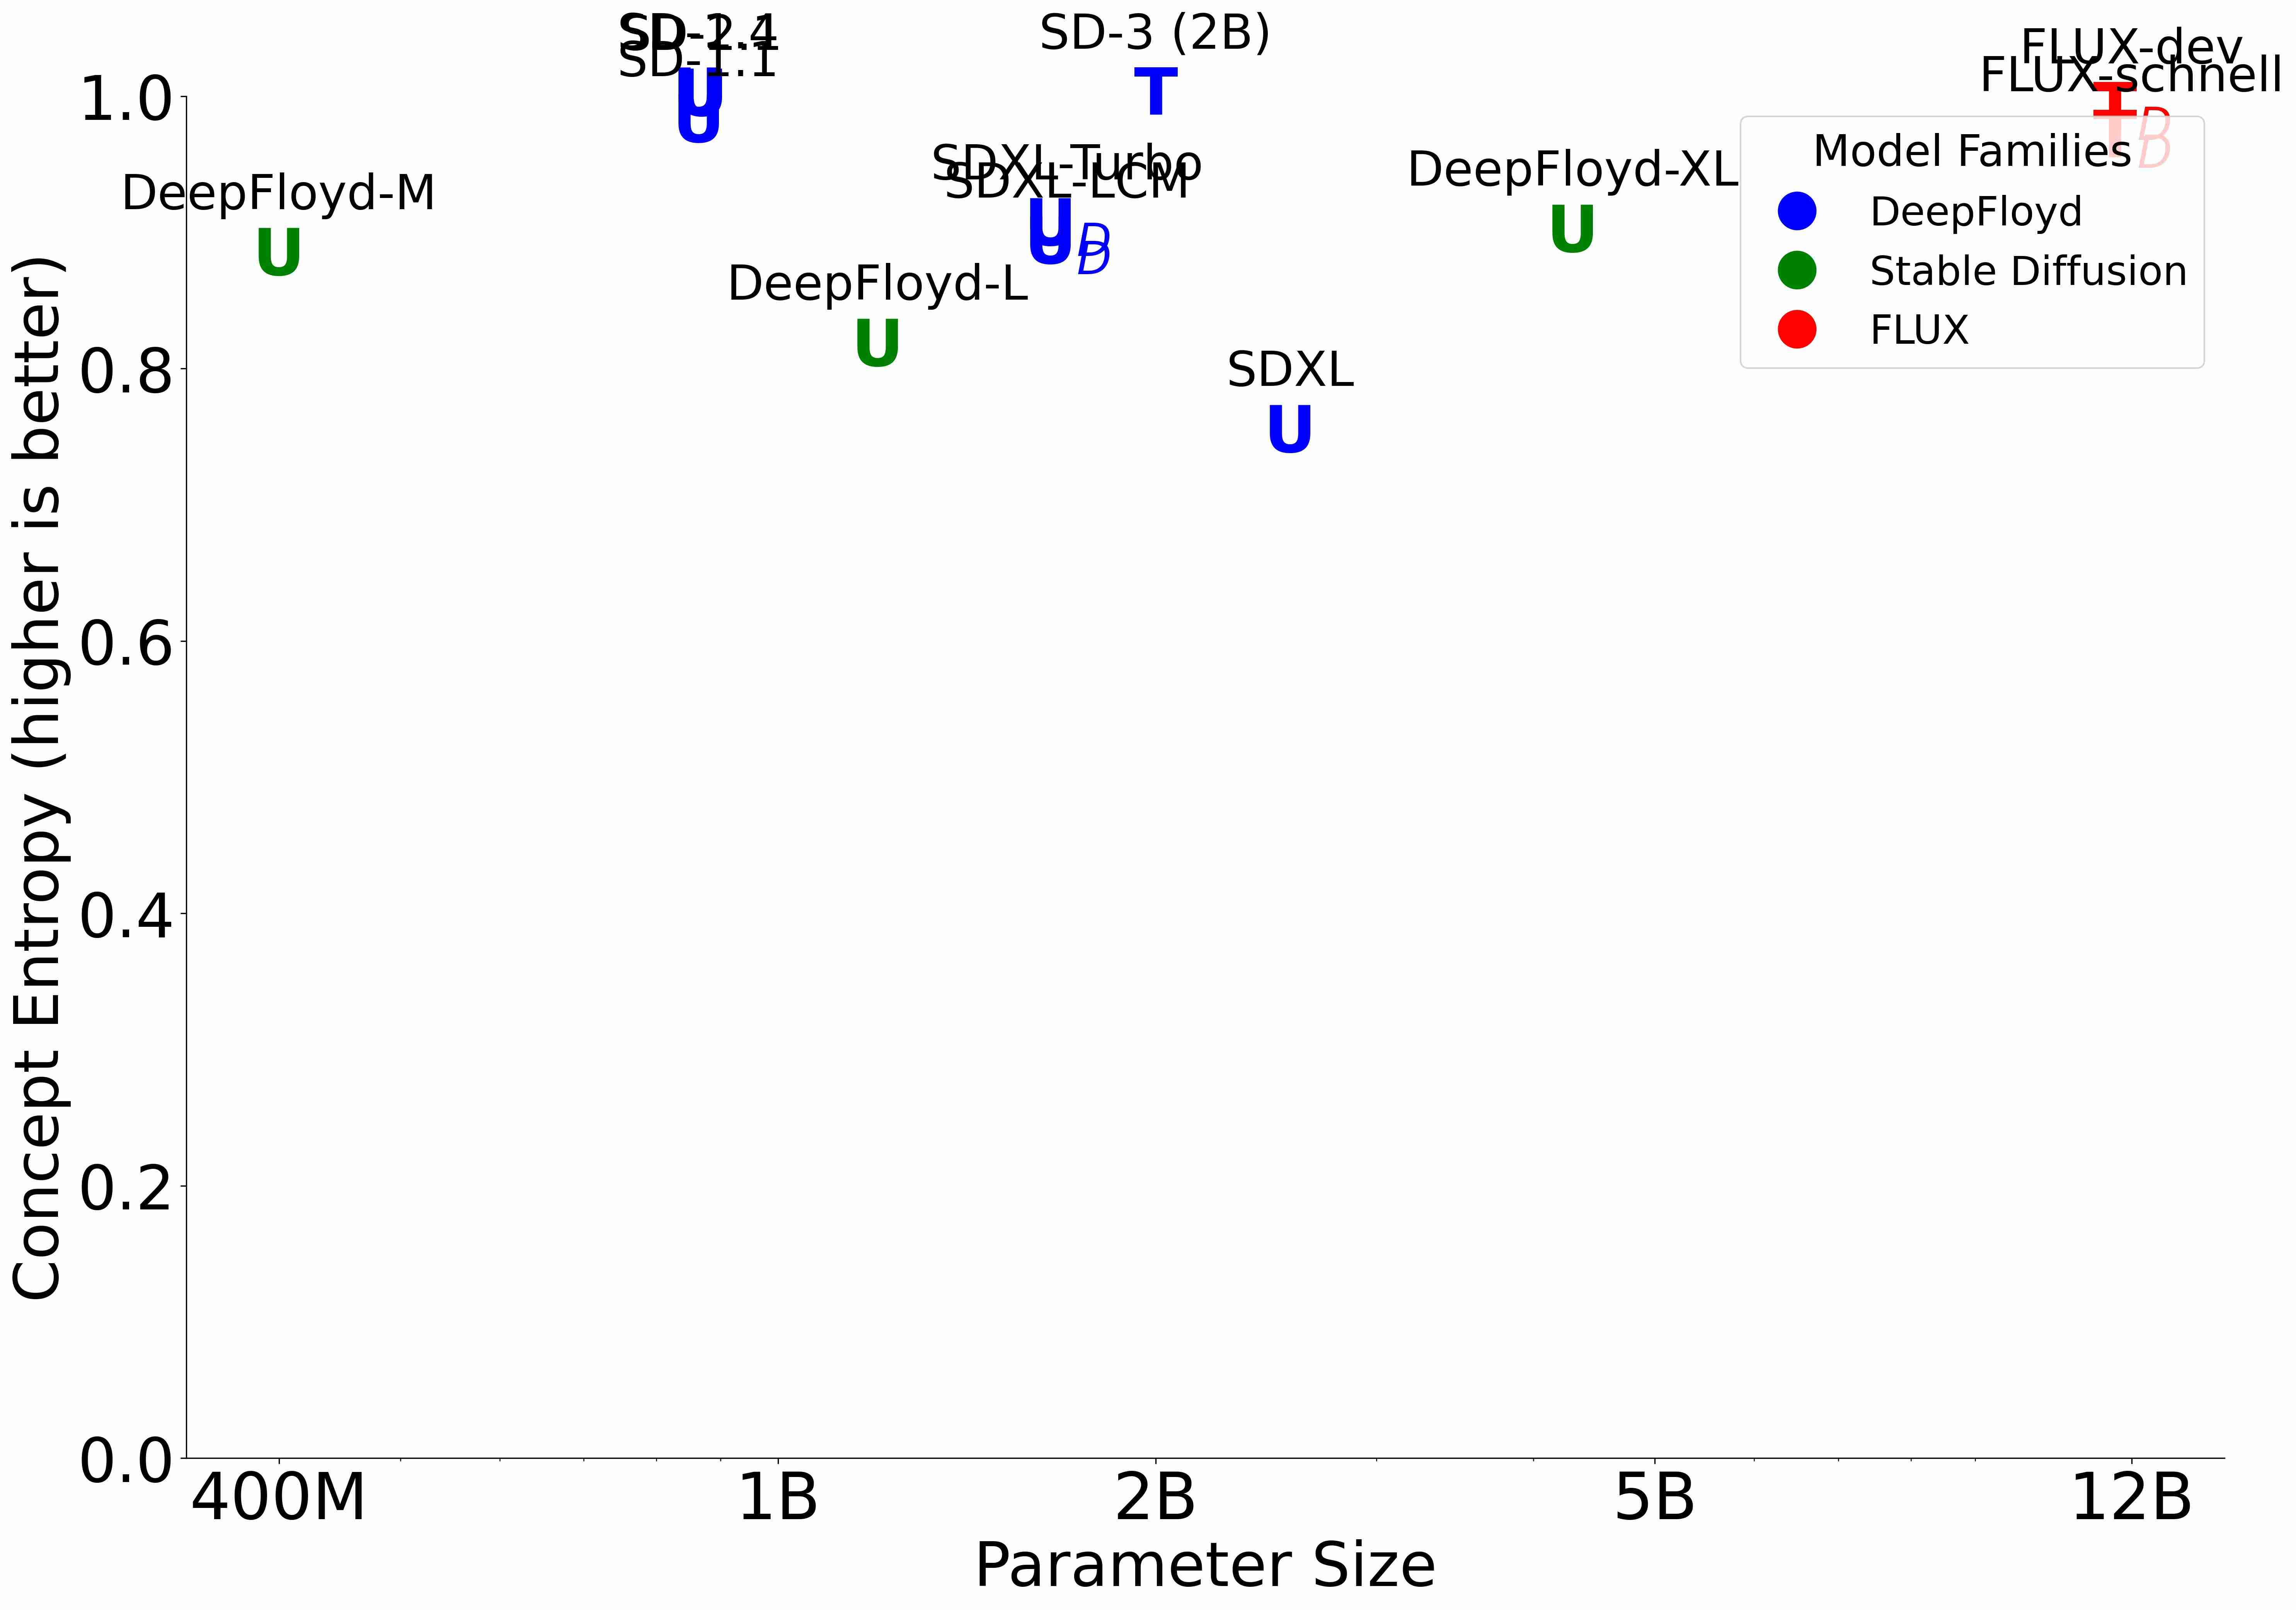 SD-2.1
SD-1.4
SD-1.1
SD-3 (2B)
FLUX-dev
FLUX-schnell
DeepFloyd-M
SDXL-Turbo
SDXL-LCM
DeepFloyd-XL
DeepFloyd-L
SDXL
U
U
T
T
D
T
D
U
U
D
U
D
U
U
U
Model Families
DeepFloyd
Stable Diffusion
FLUX
Concept Entropy (higher is better)
1.0
0.8
0.6
0.4
0.2
0.0
400M
1B
2B
5B
12B
Parameter Size